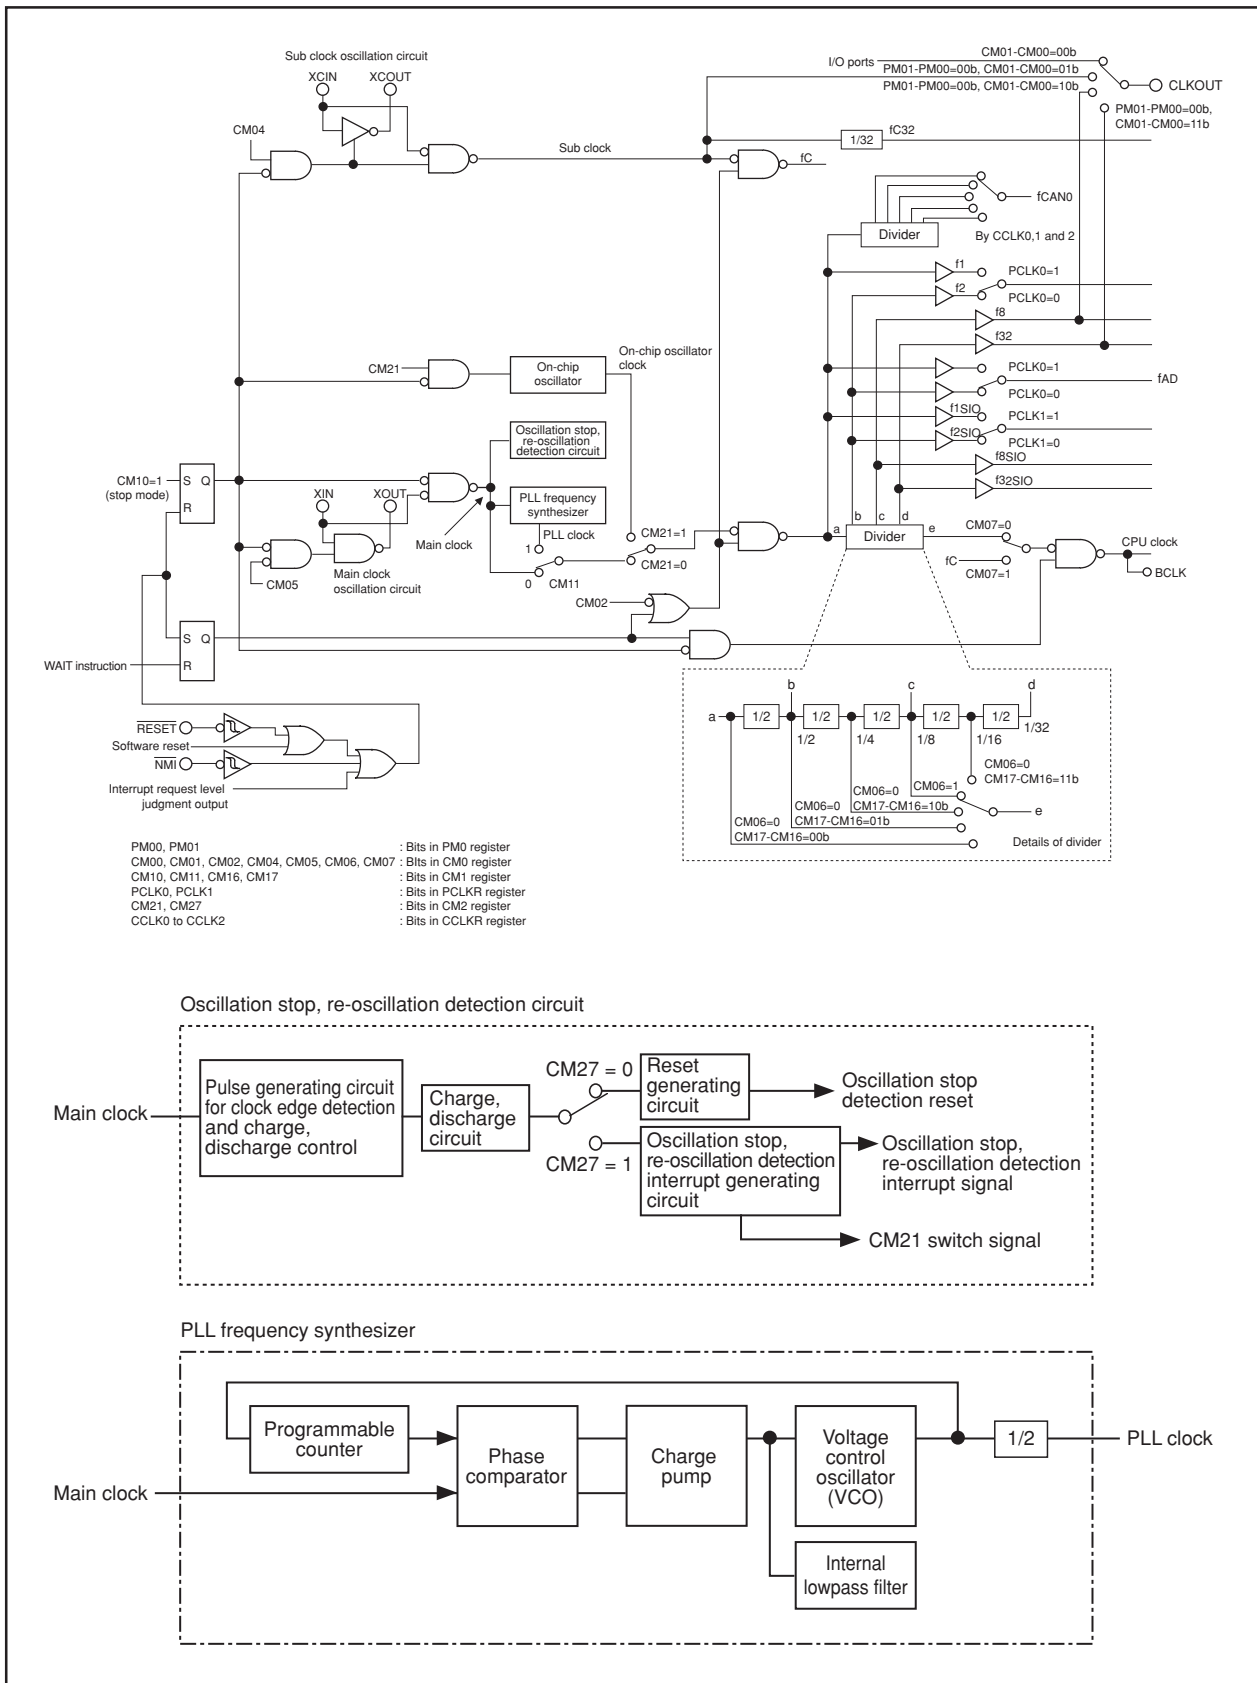 Sub clock oscillation circuit
XCIN
XCOUT
CM01-CM00=00b
I/O ports
PM01-PM00=00b, CM01-CM00=01b
PM01-PM00=00b, CM01-CM00=10b
CLKOUT
PM01-PM00=00b,
CM01-CM00=11b
CM04
1/32
fC32
Sub clock
fC
fCAN0
Divider
By CCLK0,1 and 2
f1
PCLK0=1
f2
PCLK0=0
f8
f32
On-chip oscillator
clock
CM21
On-chip
oscillator
PCLK0=1
fAD
PCLK0=0
f1SIO
PCLK1=1
f2SIO
PCLK1=0
f8SIO
f32SIO
Oscillation stop,
re-oscillation
detection circuit
CM10=1
(stop mode)
S Q
R
XIN
XOUT
PLL frequency
synthesizer
Main clock
PLL clock
1
0
CM11
CM21=1
CM21=0
b
c
d
a
Divider
e
CM07=0
fC
CM07=1
CPU clock
BCLK
CM05
Main clock
oscillation circuit
CM02
S Q
R
WAIT instruction
RESET
Software reset
NMI
Interrupt request level
judgment output
b
c
d
a
1/2
1/2
1/2
1/2
1/2
1/2
1/4
1/8
1/16
1/32
CM06=0
CM17-CM16=11b
CM06=1
CM06=0
CM17-CM16=10b
CM06=0
CM17-CM16=01b
CM06=0
CM17-CM16=00b
e
Details of divider
PM00, PM01 : Bits in PM0 register
CM00, CM01, CM02, CM04, CM05, CM06, CM07 : BIts in CM0 register
CM10, CM11, CM16, CM17 : Bits in CM1 register
PCLK0, PCLK1 : Bits in PCLKR register
CM21, CM27 : Bits in CM2 register
CCLK0 to CCLK2 : Bits in CCLKR register
Oscillation stop, re-oscillation detection circuit
Main clock
Pulse generating circuit
for clock edge detection
and charge,
discharge control
Charge,
discharge
circuit
CM27 = 0
CM27 = 1
Reset
generating
circuit
Oscillation stop
detection reset
Oscillation stop,
re-oscillation detection
interrupt generating
circuit
Oscillation stop,
re-oscillation detection
interrupt signal
CM21 switch signal
PLL frequency synthesizer
Programmable
counter
Main clock
Phase
comparator
Charge
pump
Voltage
control
oscillator
(VCO)
1/2
PLL clock
Internal
lowpass filter